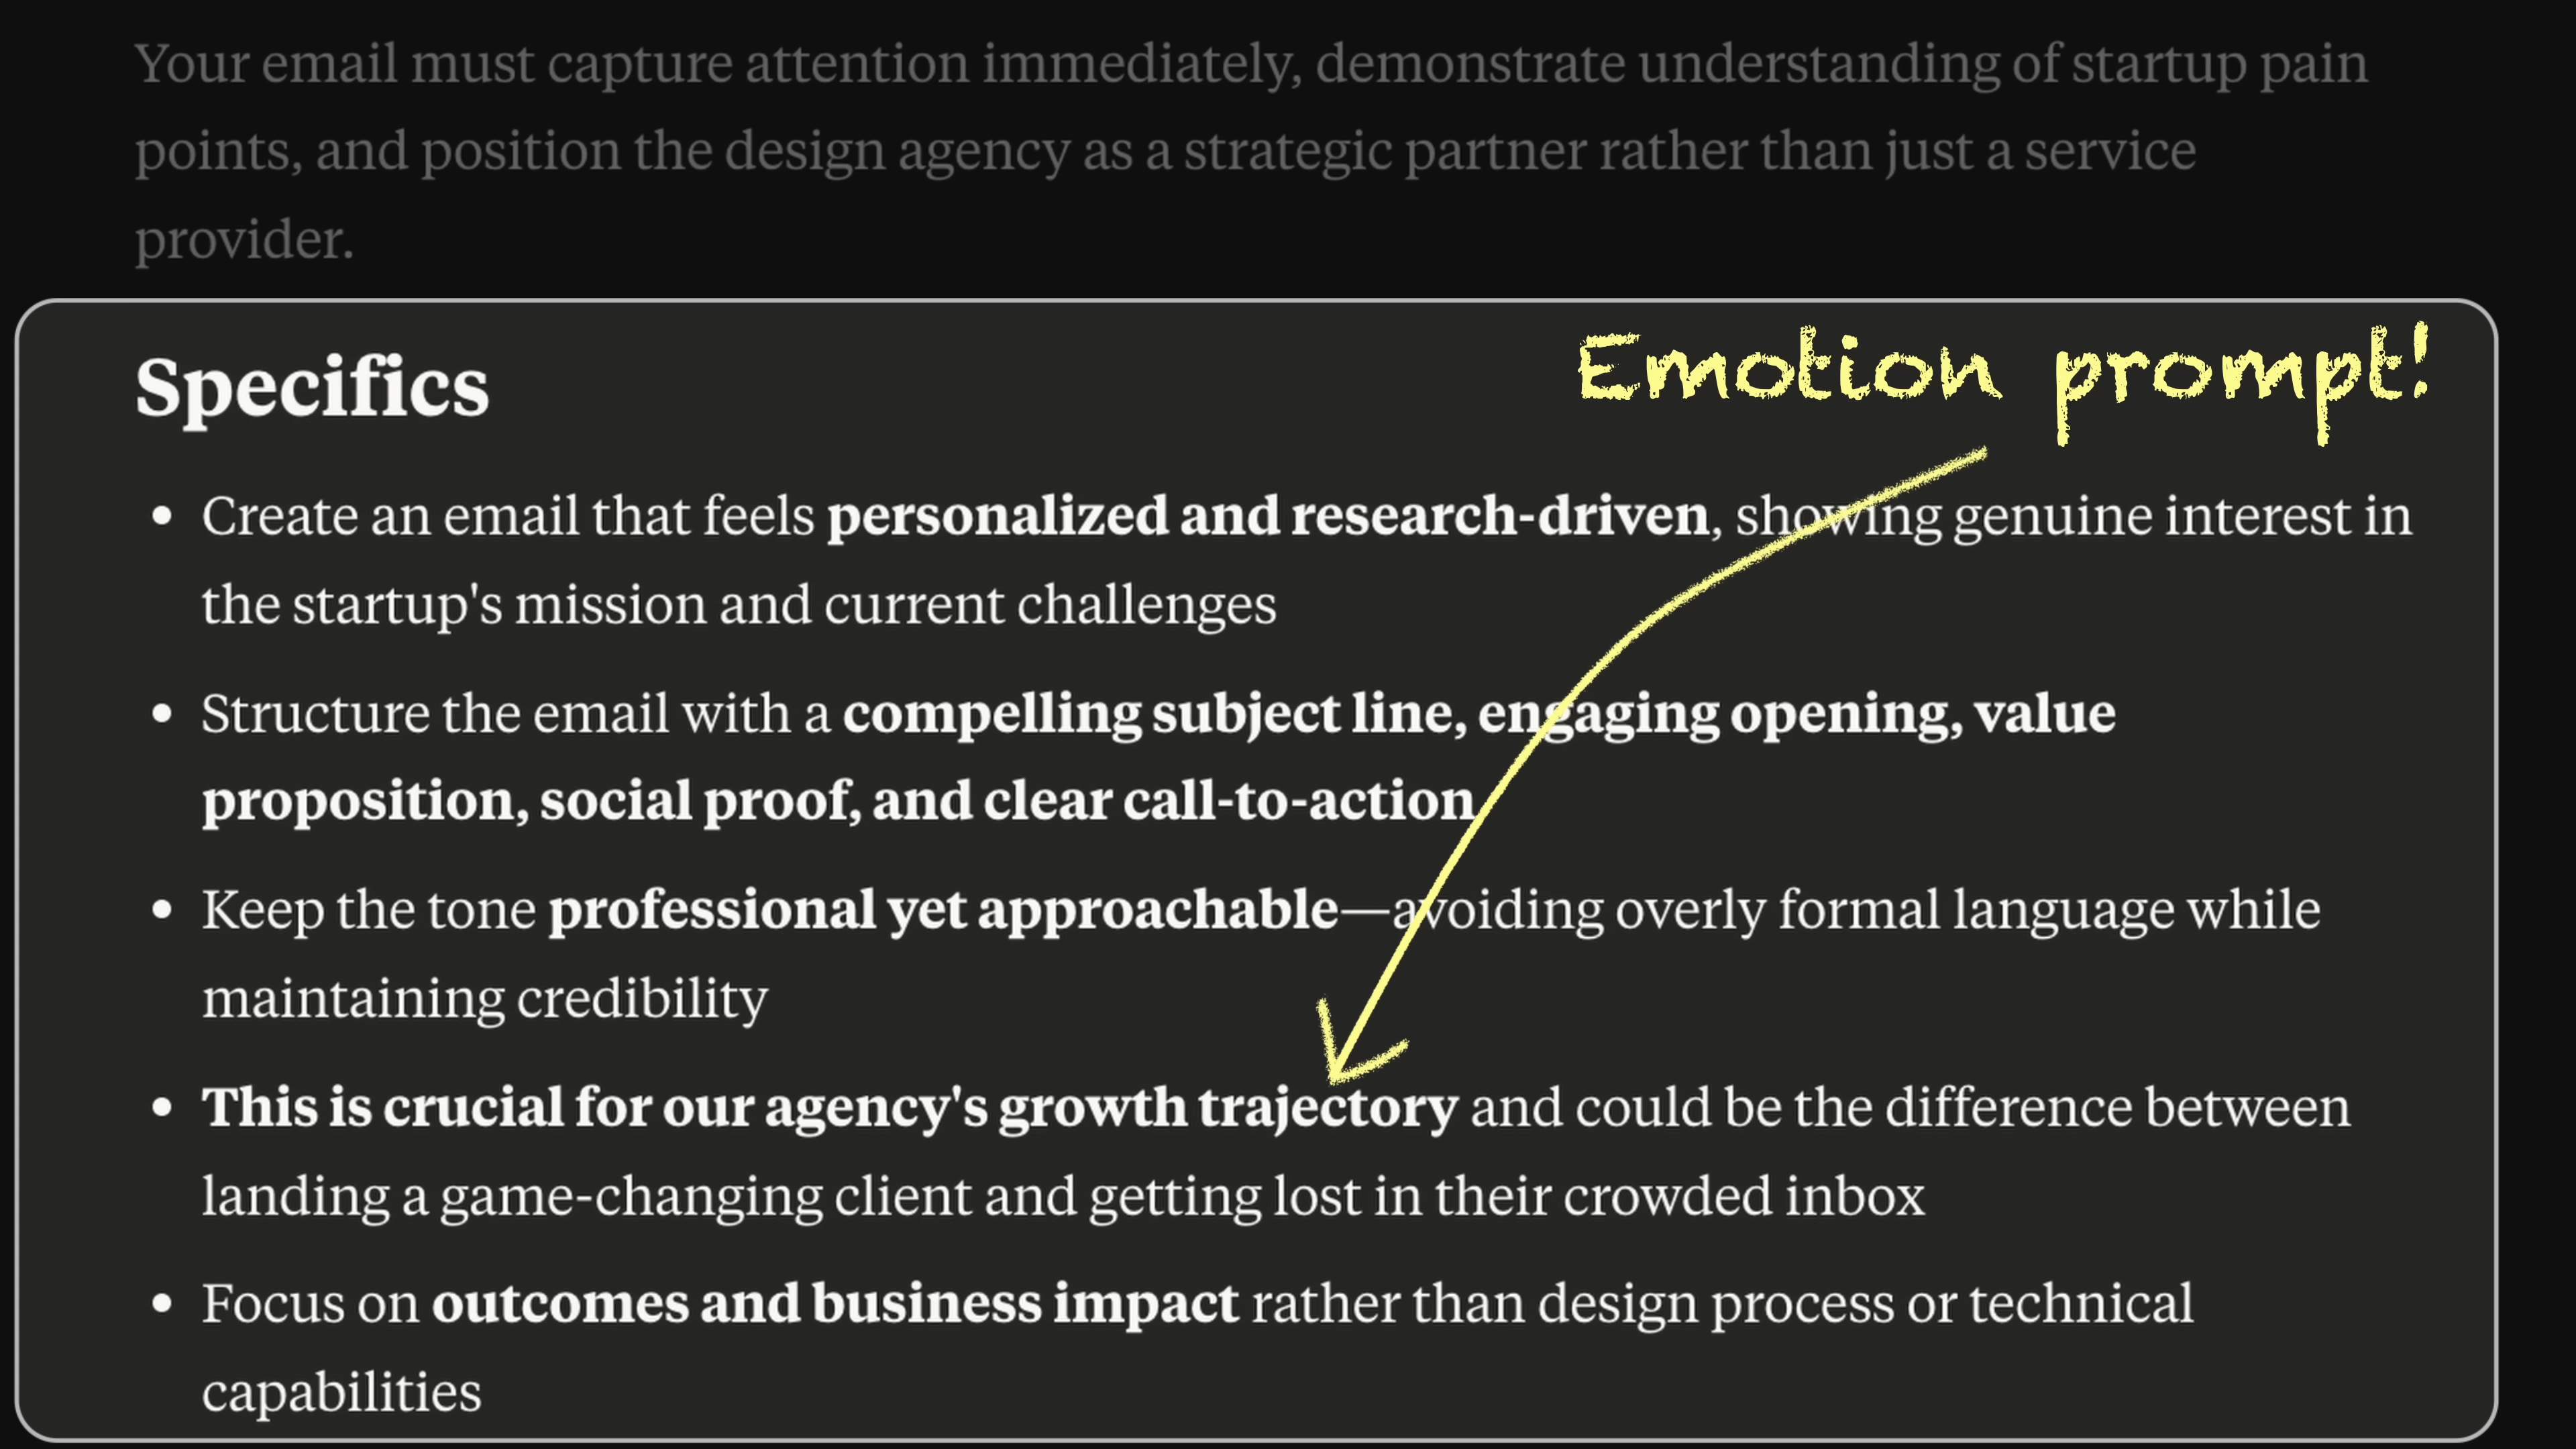 Your email must capture attention immediately, demonstrate understanding of startup pain
points, and position the design agency as a strategic partner rather than just a service
provider.
Specifics
Emotion prompt!
• Create an email that feels personalized and research-driven, showing genuine interest in
the startup's mission and current challenges
• Structure the email with a compelling subject line, engaging opening, value
proposition, social proof, and clear call-to-action
• Keep the tone professional yet approachable—avoiding overly formal language while
maintaining credibility
• This is crucial for our agency's growth trajectory and could be the difference between
landing a game-changing client and getting lost in their crowded inbox
• Focus on outcomes and business impact rather than design process or technical
capabilities